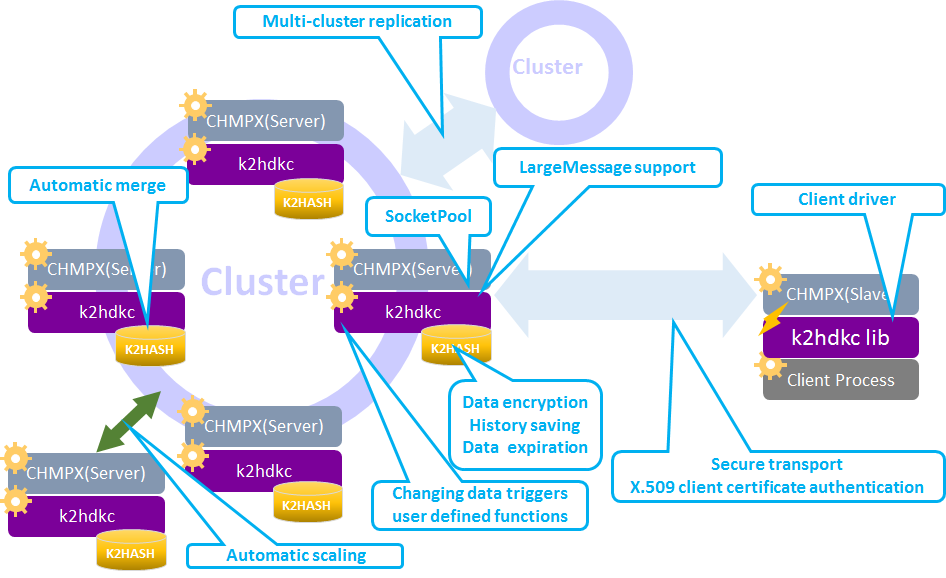 Multi-cluster replication
Cluster
CHMPX(Server)
k2hdkc
K2HASH
LargeMessage support
Automatic merge
SocketPool
Client driver
CHMPX(Server)
k2hdkc
K2HASH
Cluster
CHMPX(Server)
k2hdkc
K2HASH
CHMPX(Slave
k2hdkc lib
Client Process
Data encryption
History saving
Data expiration
CHMPX(Server)
k2hdkc
K2HASH
Secure transport
X.509 client certificate authentication
CHMPX(Server)
k2hdkc
K2HASH
Changing data triggers
user defined functions
Automatic scaling